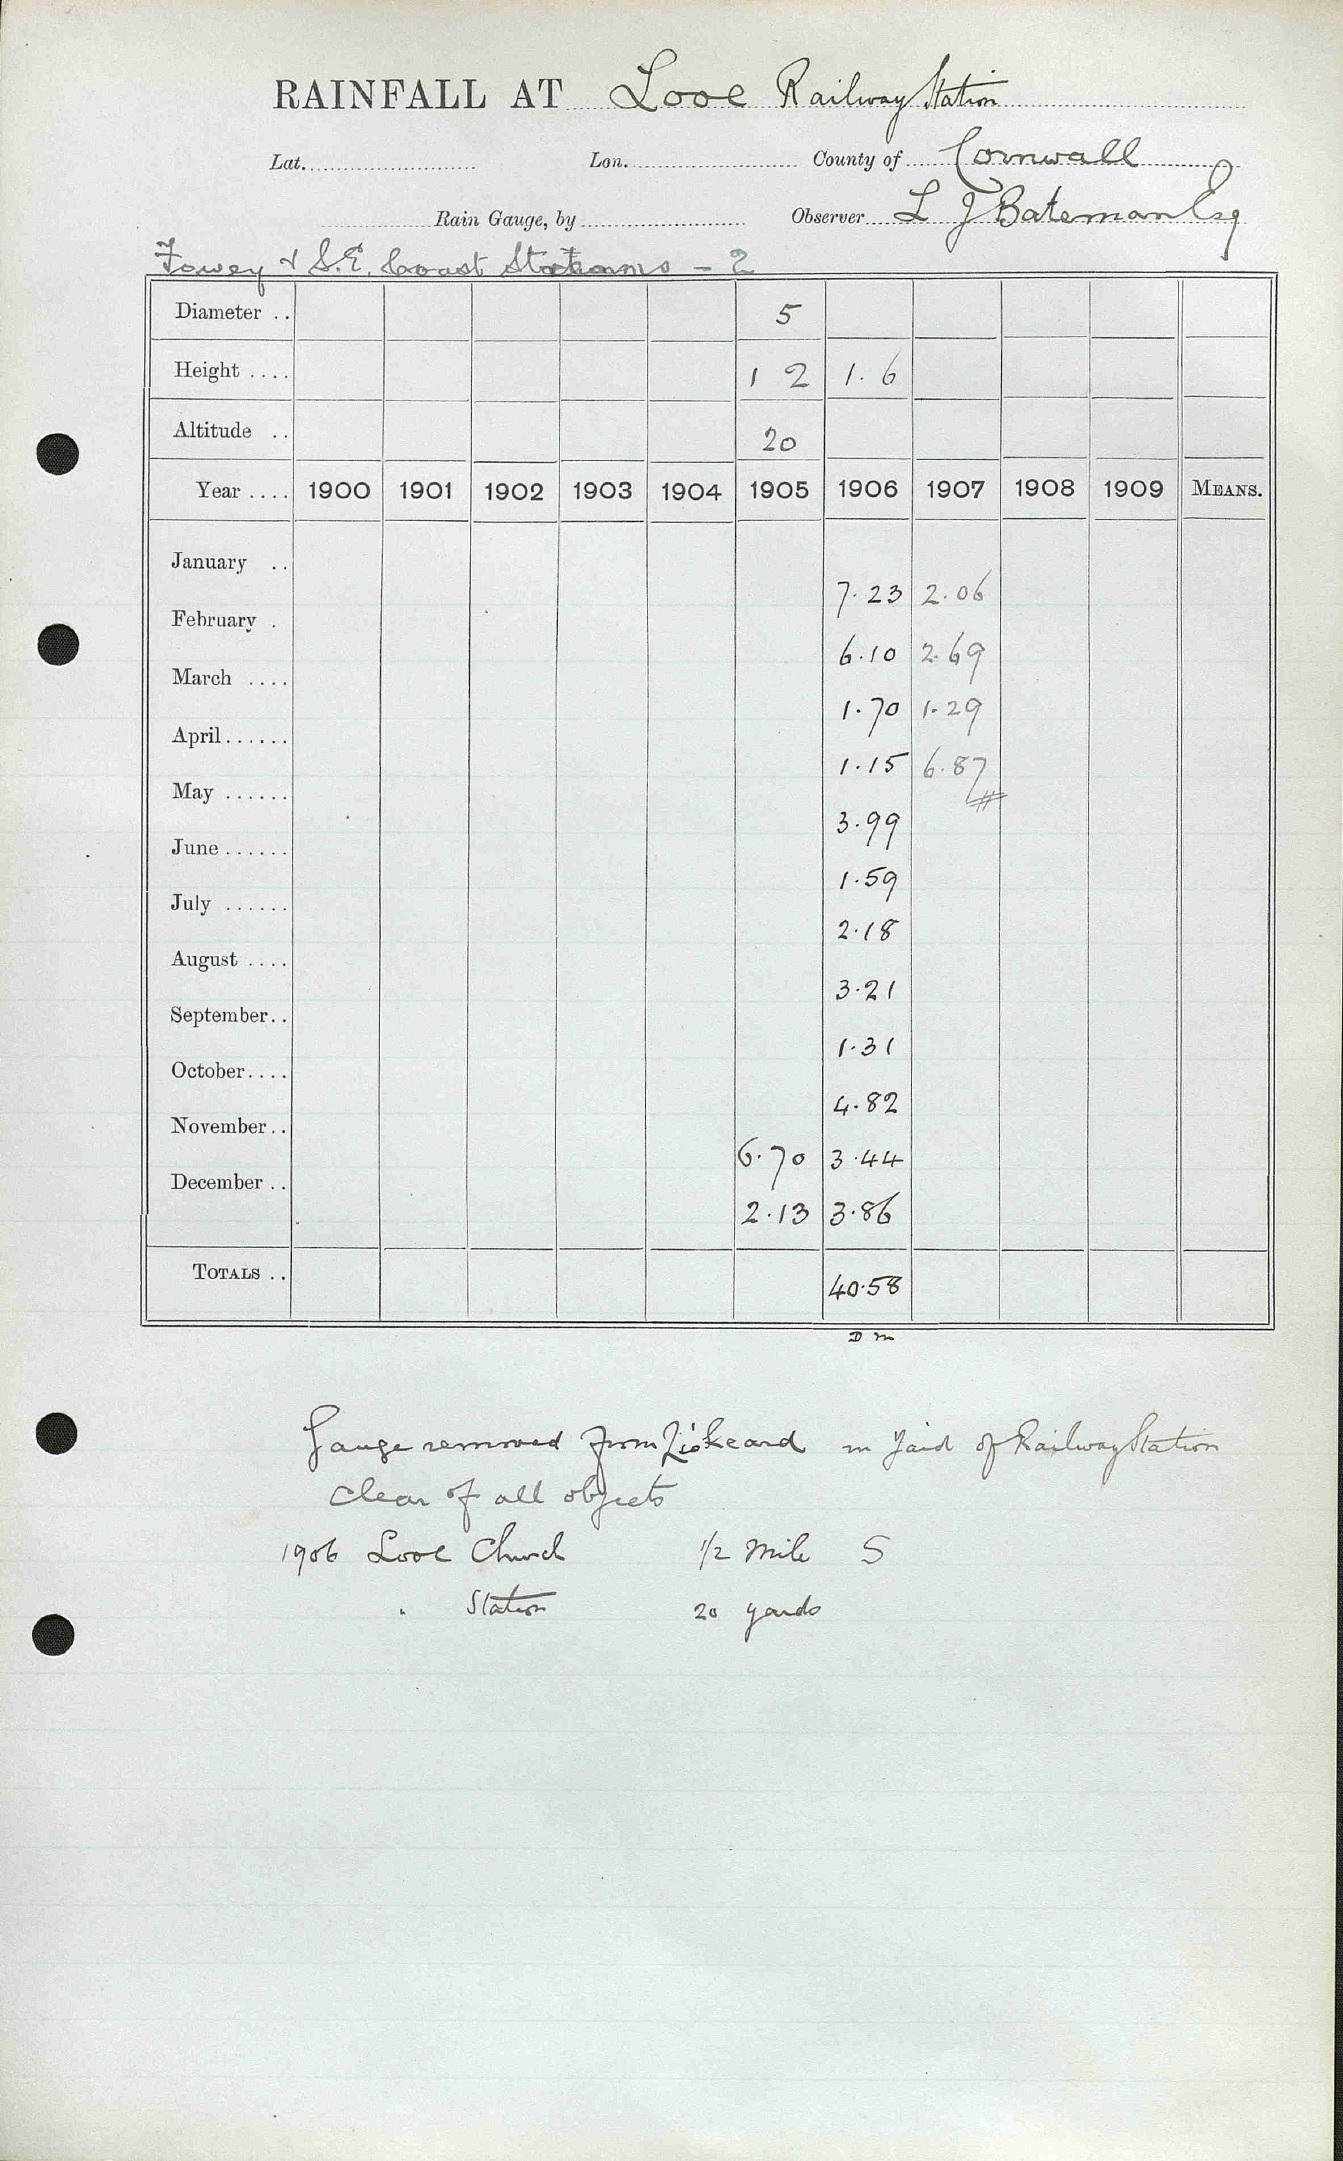 RAINFALL AT Looe Railway Station
Lat. Lon. County of Cornwall
Rain Gauge, by Observer L J Bateman Esq
Fowey & S.E. Coast Stations - 2
Diameter .. 5
Height .... 1 2 1. 6
Altitude .. 20
Year .... 1900 1901 1902 1903 1904 1905 1906 1907 1908 1909 MEANS.
January .. 7.23 2.06
February . 6.10 2.69
March .... 1.70 1.29
April...... 1.15 6.87
May ...... 3.99
June ...... 1.59
July ...... 2.18
August .... 3.21
September.. 1.31
October.... 4.82
November.. 6.70 3.44
December .. 2.13 3.86
TOTALS .. 40.58
D m
Gauge removed from Liskeard in Yard of Railway Station
clear of all objects
1906 Looe Church 1/2 mile S
" Station 20 yards